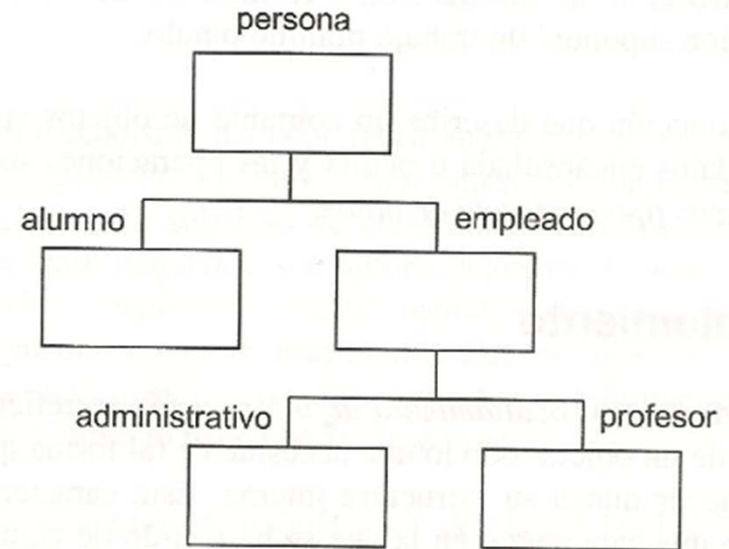 persona
alumno
empleado
administrativo
profesor